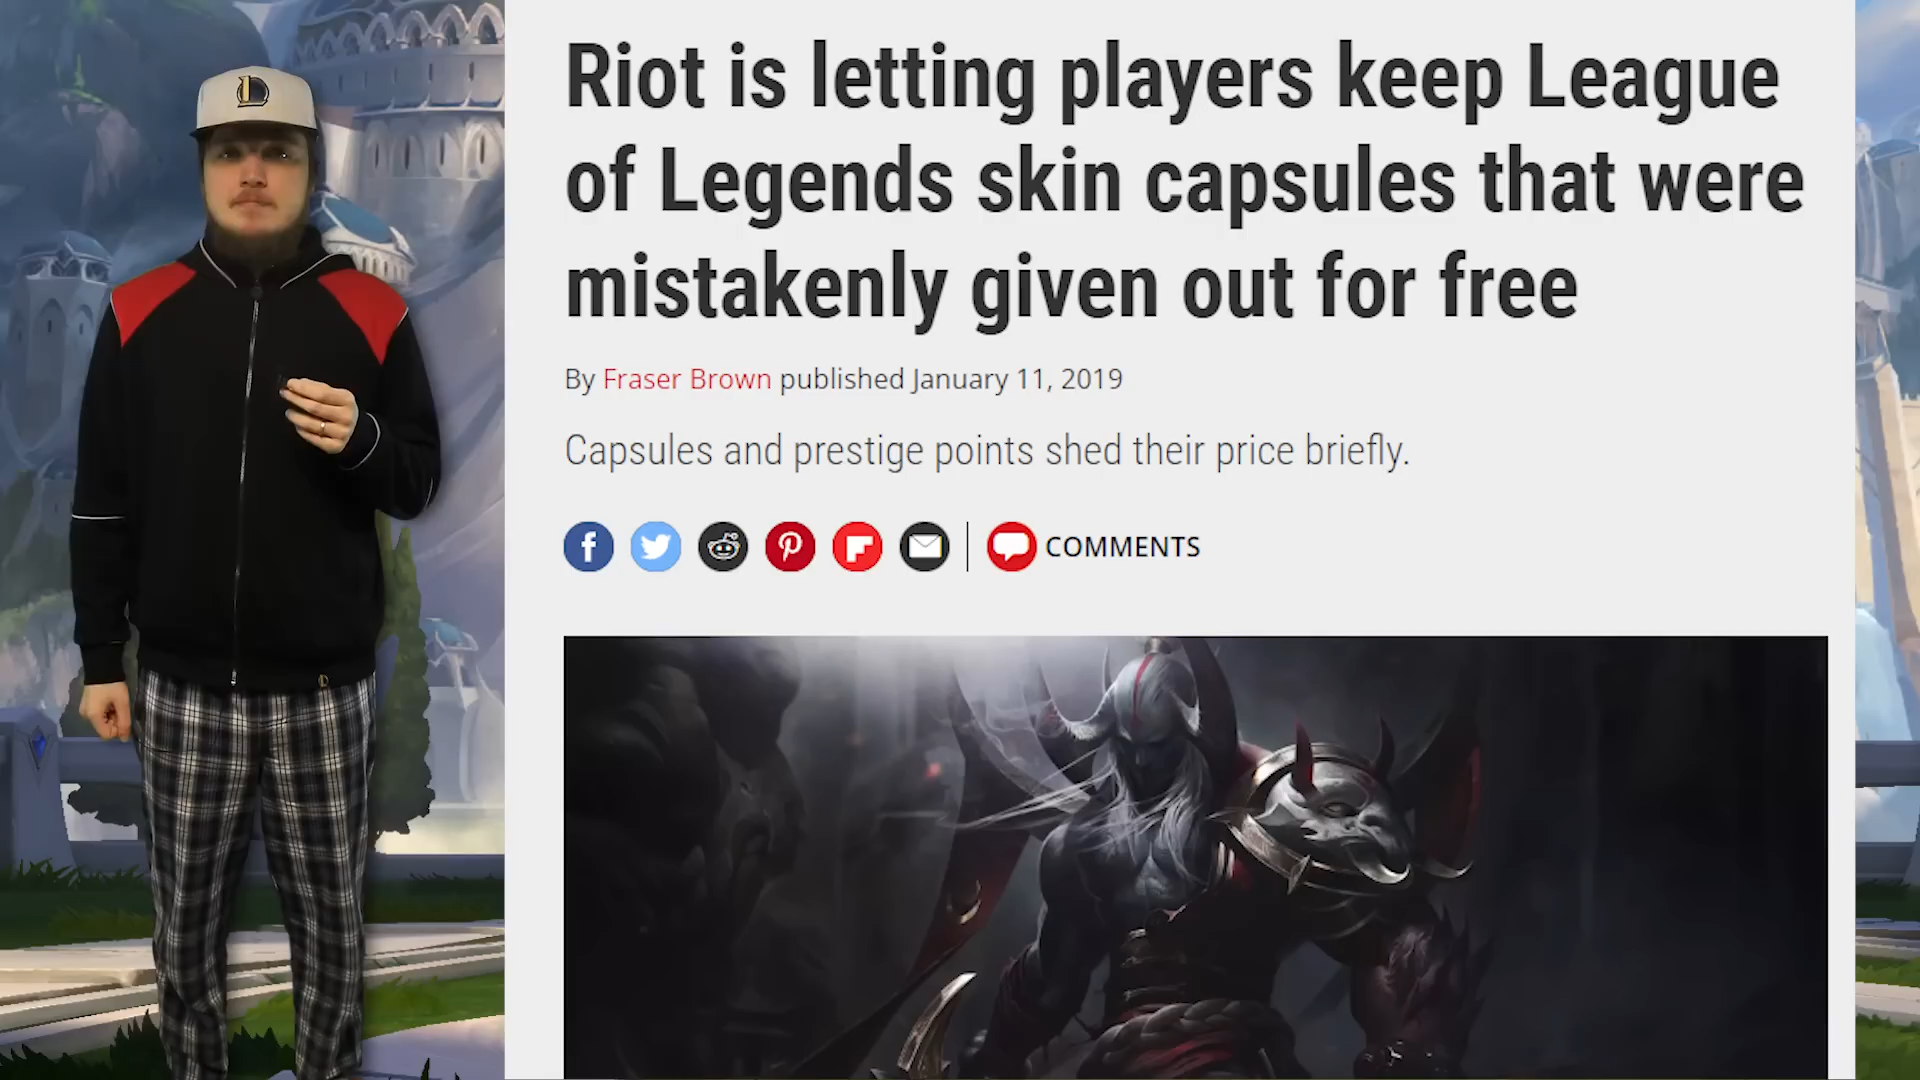 Riot is letting players keep League
of Legends skin capsules that were
mistakenly given out for free
By Fraser Brown published January 11, 2019
Capsules and prestige points shed their price briefly.
COMMENTS